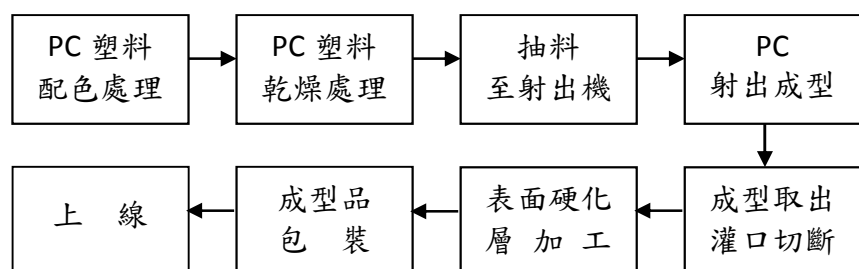 PC 塑料
配色處理
PC 塑料
乾燥處理
抽料
至射出機
PC
射出成型
成型取出
灌口切斷
表面硬化
層加工
成型品
包裝
上線